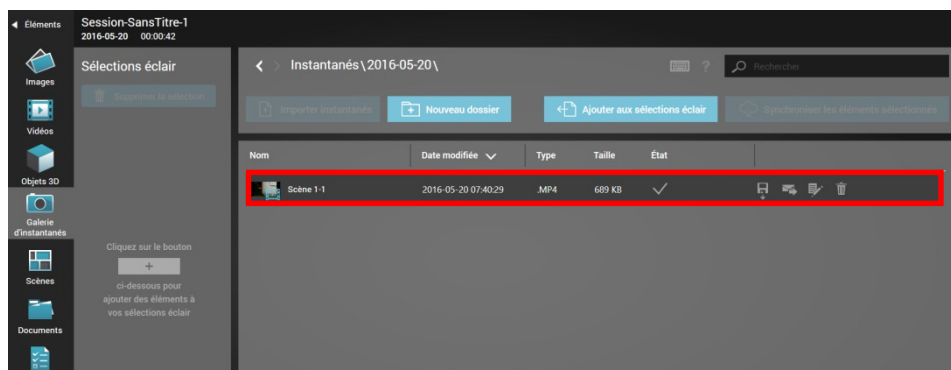 Éléments
Session-SansTitre-1
2016-05-20 00:00:42
Images
Vidéos
Objets 3D
Galerie
d'instantanés
Scènes
Documents
Sélections éclair
Supprimer la sélection
Cliquez sur le bouton
+
ci-dessous pour
ajouter des éléments à
vos sélections éclair
Instantanés\2016-05-20\
?
Rechercher
Importer instantanés
Nouveau dossier
Ajouter aux sélections éclair
Synchroniser les éléments sélectionnés
Nom Date modifiée Type Taille État
Scène 1-1 2016-05-20 07:40:29 .MP4 689 KB